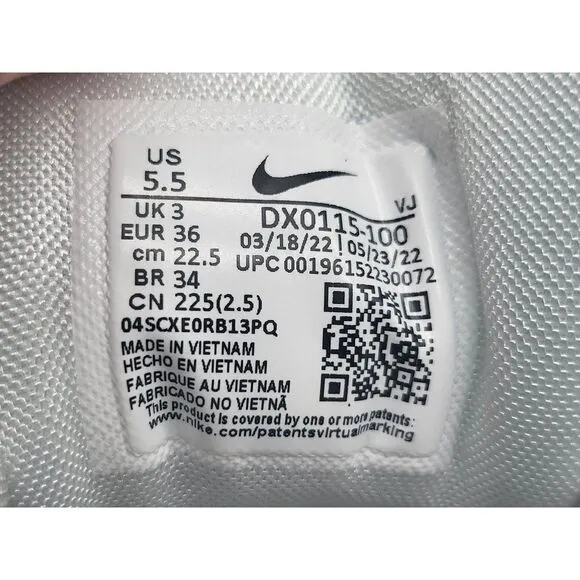 US
5.5
VJ
UK 3
EUR 36
cm 22.5
BR 34
CN 225(2.5)
DX0115-100
03/18/22 | 05/23/22
UPC 00196152230072
04SCXE0RB13PQ
MADE IN VIETNAM
HECHO EN VIETNAM
FABRIQUE AU VIETNAM
FABRICADO NO VIETNÃ
This product is covered by one or more patents:
www.nike.com/patentsvirtualmarking